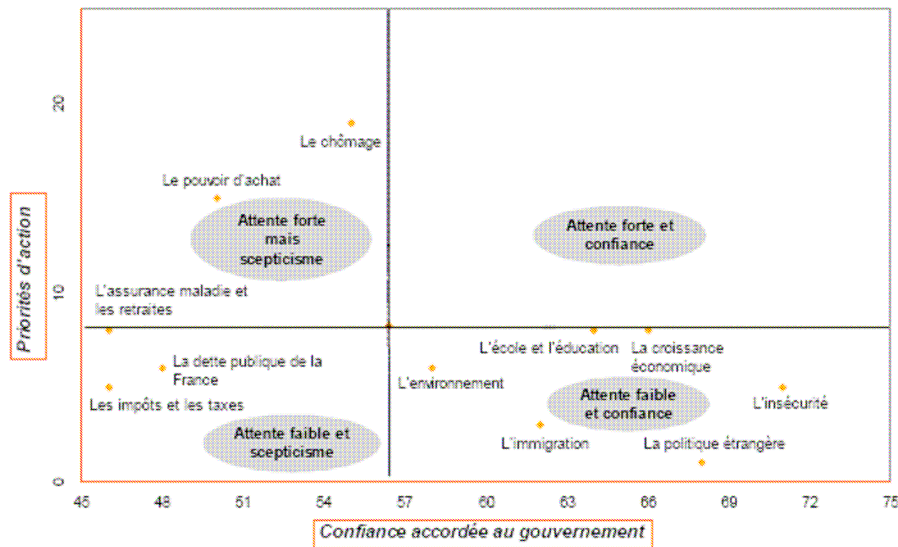 20
Le chômage
Le pouvoir d'achat
Attente forte
mais
scepticisme
Attente forte et
confiance
Priorités d'action
10
L'assurance maladie et
les retraites
L'école et l'éducation
La croissance
économique
La dette publique de la
France
L'environnement
Les impôts et les taxes
Attente faible
et confiance
L'insécurité
Attente faible et
scepticisme
L'immigration
La politique étrangère
0
45 48 51 54 57 60 63 66 69 72 75
Confiance accordée au gouvernement